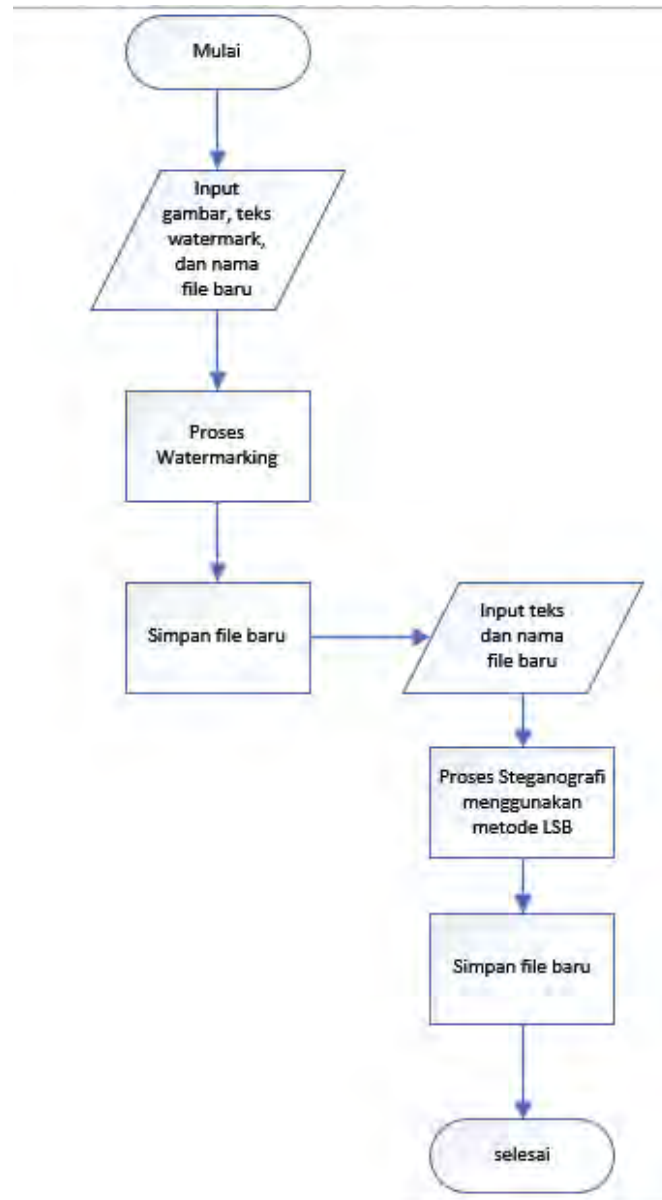 Mulai
Input
gambar, teks
watermark,
dan nama
file baru
Proses
Watermarking
Simpan file baru
Input teks
dan nama
file baru
Proses Steganografi
menggunakan
metode LSB
Simpan file baru
selesai